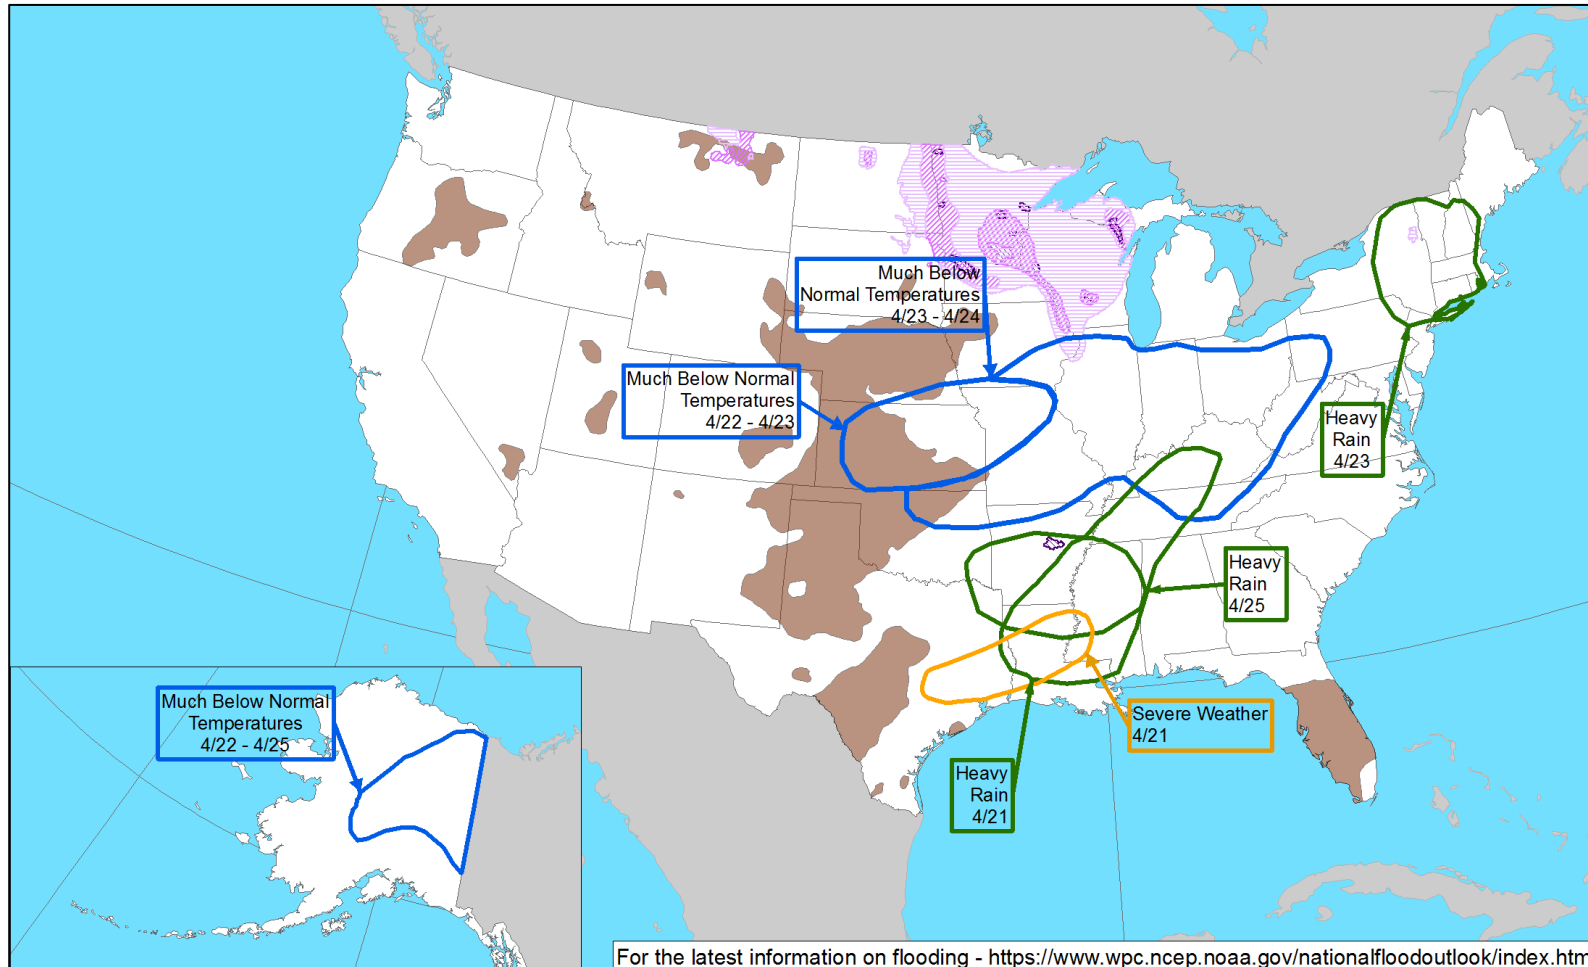 Much Below
Normal Temperatures
4/23 - 4/24
Much Below Normal
Temperatures
4/22 - 4/23
Heavy
Rain
4/23
Heavy
Rain
4/25
Severe Weather
4/21
Heavy
Rain
4/21
Much Below Normal
Temperatures
4/22 - 4/25
For the latest information on flooding - https://www.wpc.ncep.noaa.gov/nationalfloodoutlook/index.htm